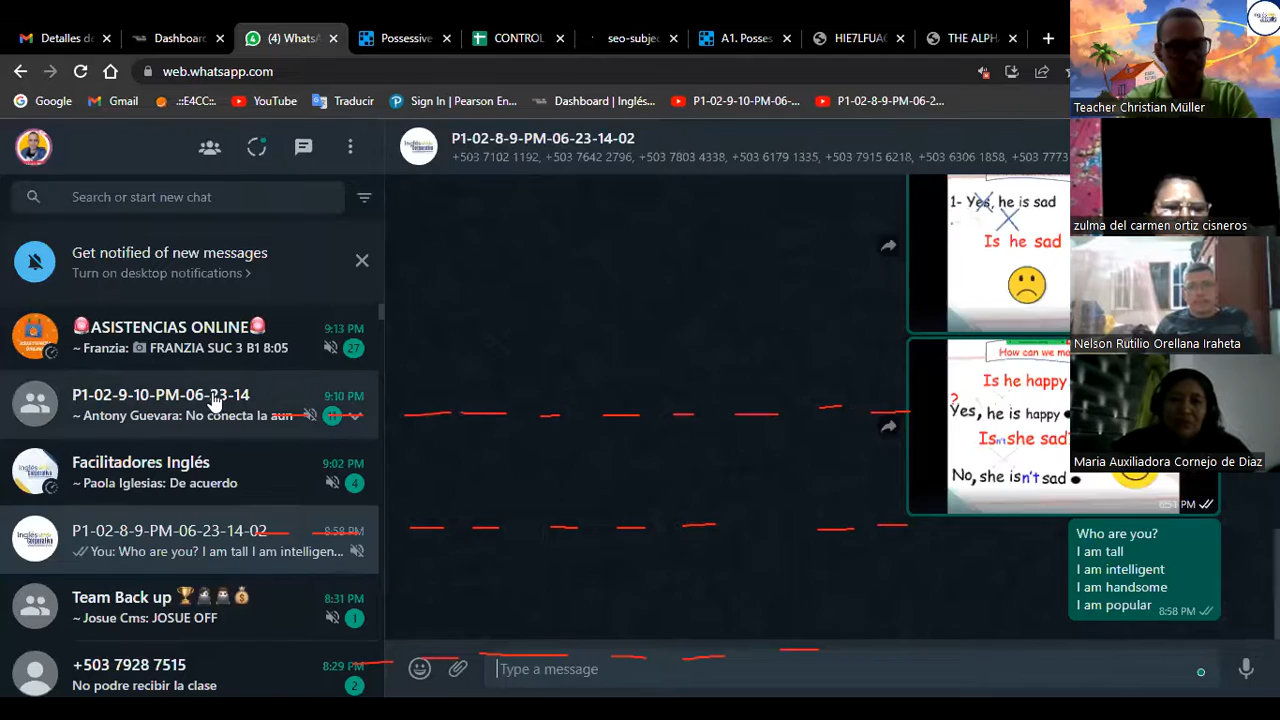 Detalles de
Dashboard
(4) WhatsA
Possessive
CONTROL
seo-subje
A1. Posses
HIE7LFUA6
THE ALPH
web.whatsapp.com
Google
Gmail
.::E4CC:.
YouTube
Traducir
Sign In | Pearson En...
Dashboard | Inglés...
P1-02-9-10-PM-06-...
P1-02-8-9-PM-06-2...
Search or start new chat
Get notified of new messages
Turn on desktop notifications >
🚨ASISTENCIAS ONLINE🚨
9:13 PM
~ Franzia: 📷 FRANZIA SUC 3 B1 8:05
27
P1-02-9-10-PM-06-23-14
9:10 PM
~ Antony Guevara: No conecta la aun
Facilitadores Inglés
9:02 PM
~ Paola Iglesias: De acuerdo
4
P1-02-8-9-PM-06-23-14-02
8:58 PM
You: Who are you? I am tall I am intelligen...
Team Back up 🏆
8:31 PM
~ Josue Cms: JOSUE OFF
1
+503 7928 7515
8:29 PM
No podre recibir la clase
2
P1-02-8-9-PM-06-23-14-02
+503 7102 1192, +503 7642 2796, +503 7803 4338, +503 6179 1335, +503 7915 6218, +503 6306 1858, +503 7773
1- Yes, he is sad
.
Is he sad
How can we ma
Is he happy
?
Yes, he is happy
Isn't she sad?
No, she isn't sad
8:51 PM
Who are you?
I am tall
I am intelligent
I am handsome
I am popular
8:58 PM
Type a message
Teacher Christian Müller
zulma del carmen ortiz cisneros
Nelson Rutilio Orellana Iraheta
Maria Auxiliadora Cornejo de Diaz